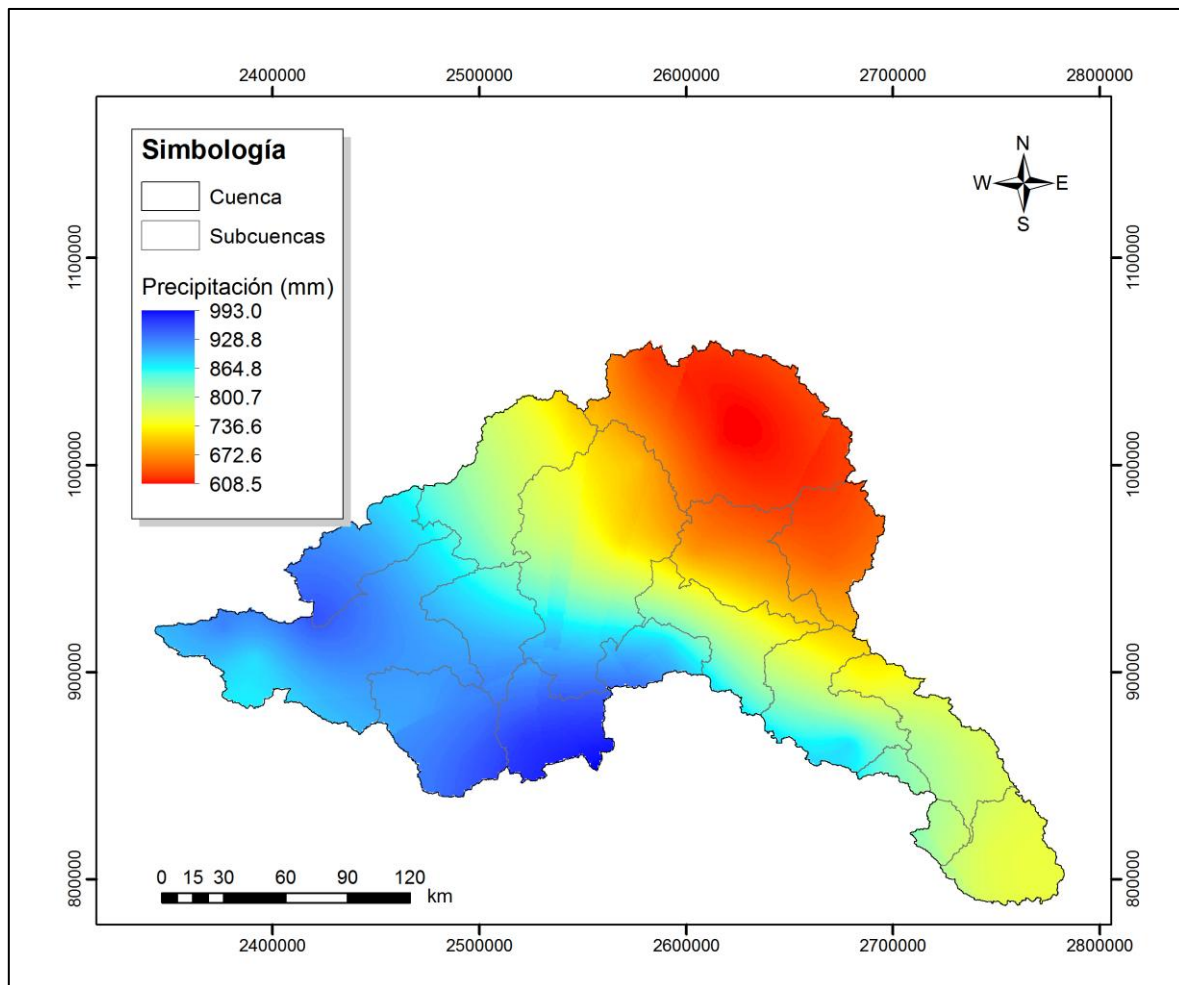 2400000 2500000 2600000 2700000 2800000
Simbología
Cuenca
Subcuencas
Precipitación (mm)
993.0
928.8
864.8
800.7
736.6
672.6
608.5
N
W E
S
1100000 1100000
1000000 1000000
900000 900000
800000 800000
0 15 30 60 90 120
km
2400000 2500000 2600000 2700000 2800000